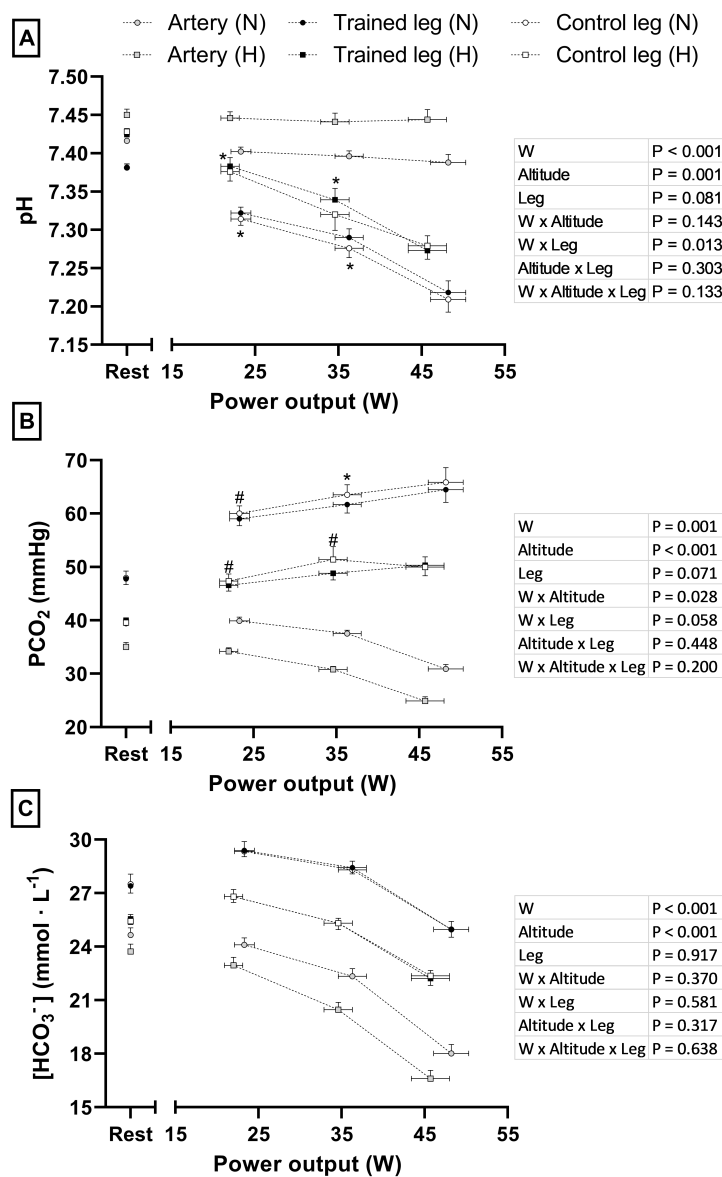 Artery (N) Trained leg (N) Control leg (N)
Artery (H) Trained leg (H) Control leg (H)
A
7.50
7.45
7.40
7.35
7.30
7.25
7.20
7.15
pH
* * * *
Rest 15 25 35 45 55
Power output (W)
W P < 0.001
Altitude P = 0.001
Leg P = 0.081
W x Altitude P = 0.143
W x Leg P = 0.013
Altitude x Leg P = 0.303
W x Altitude x Leg P = 0.133
B
70
60
50
40
30
20
PCO₂ (mmHg)
# * # #
Rest 15 25 35 45 55
Power output (W)
W P = 0.001
Altitude P < 0.001
Leg P = 0.071
W x Altitude P = 0.028
W x Leg P = 0.058
Altitude x Leg P = 0.448
W x Altitude x Leg P = 0.200
C
30
27
24
21
18
15
[HCO₃⁻] (mmol · L⁻¹)
Rest 15 25 35 45 55
Power output (W)
W P < 0.001
Altitude P < 0.001
Leg P = 0.917
W x Altitude P = 0.370
W x Leg P = 0.581
Altitude x Leg P = 0.317
W x Altitude x Leg P = 0.638